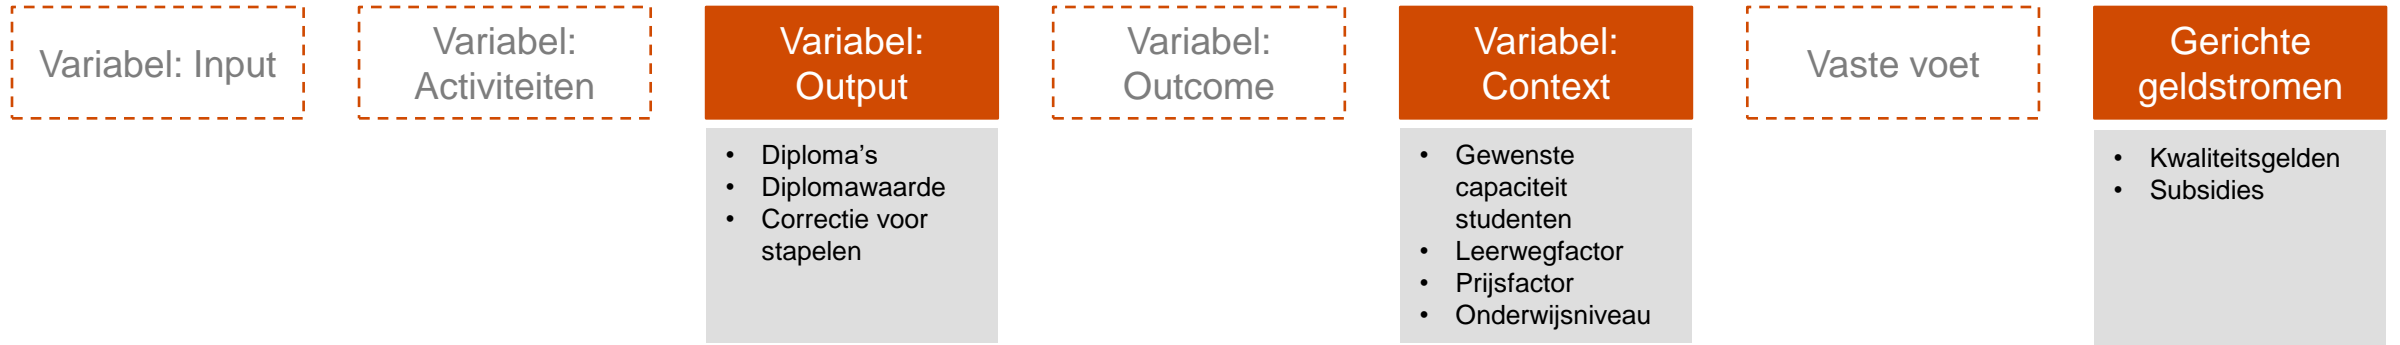 Variabel: Input
Variabel:
Activiteiten
Variabel:
Output
• Diploma's
• Diplomawaarde
• Correctie voor
stapelen
Variabel:
Outcome
Variabel:
Context
• Gewenste
capaciteit
studenten
• Leerwegfactor
• Prijsfactor
• Onderwijsniveau
Vaste voet
Gerichte
geldstromen
• Kwaliteitsgelden
• Subsidies